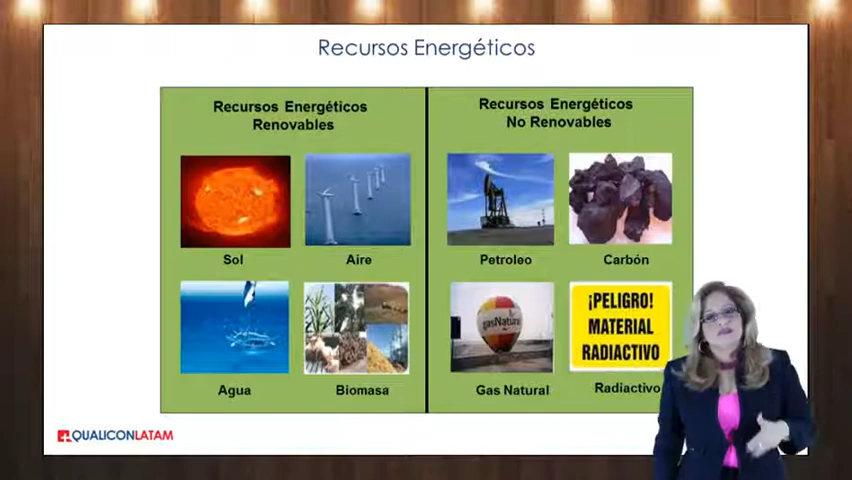 Recursos Energéticos
Recursos Energéticos
Renovables
Recursos Energéticos
No Renovables
Sol
Aire
Petroleo
Carbón
gasNatural
¡PELIGRO!
MATERIAL
RADIACTIVO
Agua
Biomasa
Gas Natural
Radiactivo
QUALICONLATAM